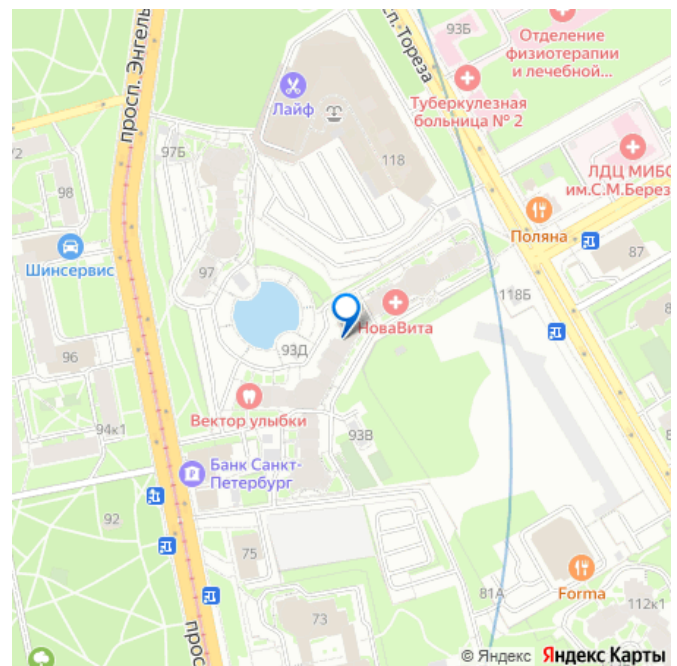 93Б
Отделение
физиотерапии
и лечебной...
просп. Энгель
сп. Тореза
Лайф
Туберкулезная
больница № 2
97Б
118
ЛДЦ МИБС
им.С.М.Берез
98
Шинсервис
Поляна
87
97
118Б
НоваВита
93Д
96
Вектор улыбки
94к1
93В
Банк Санкт-
Петербург
92
75
Forma
81А
73
112к1
прос
© Яндекс Яндекс Карты